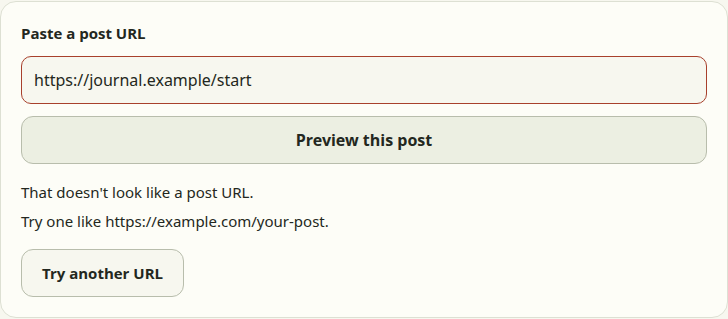 Paste a post URL
https://journal.example/start
Preview this post
That doesn't look like a post URL.
Try one like https://example.com/your-post.
Try another URL